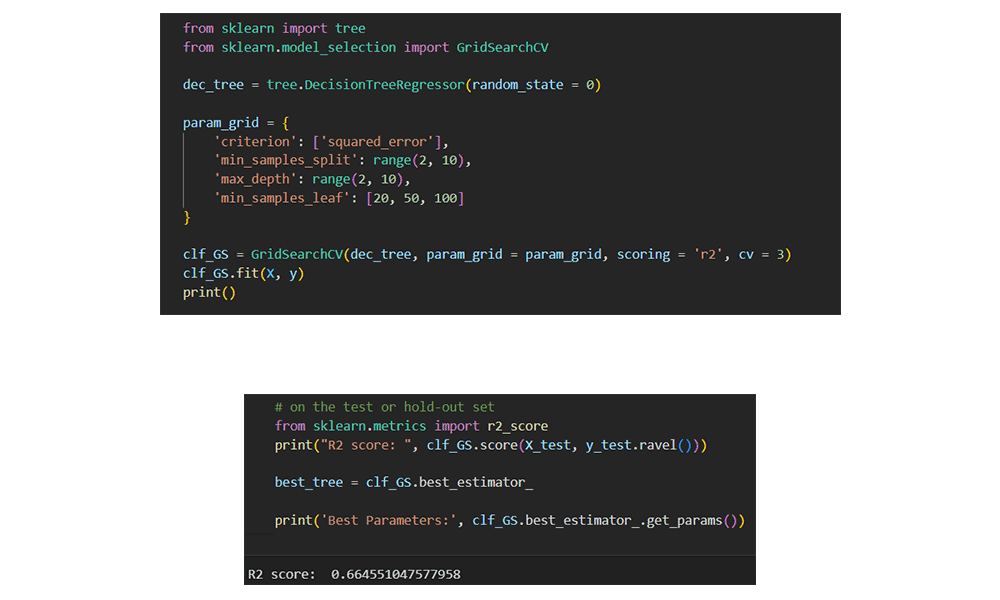 from sklearn import tree
from sklearn.model_selection import GridSearchCV
dec_tree = tree.DecisionTreeRegressor(random_state = 0)
param_grid = {
'criterion': ['squared_error'],
'min_samples_split': range(2, 10),
'max_depth': range(2, 10),
'min_samples_leaf': [20, 50, 100]
}
clf_GS = GridSearchCV(dec_tree, param_grid = param_grid, scoring = 'r2', cv = 3)
clf_GS.fit(X, y)
print()
# on the test or hold-out set
from sklearn.metrics import r2_score
print("R2 score: ", clf_GS.score(X_test, y_test.ravel()))
best_tree = clf_GS.best_estimator_
print('Best Parameters:', clf_GS.best_estimator_.get_params())
R2 score:  0.664551047577958